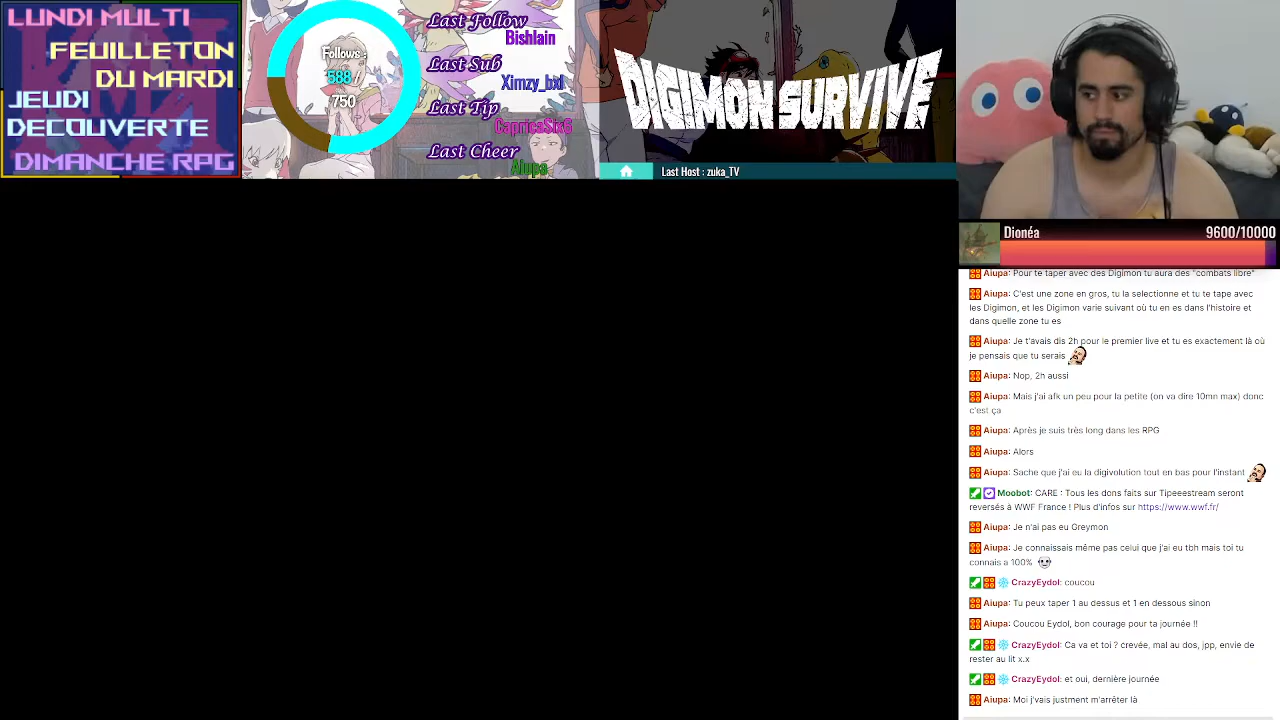 LUNDI MULTI
FEUILLETON
DU MARDI
JEUDI
DECOUVERTE
DIMANCHE RPG
Follows :
588 /
750
Last Follow
Bishlain
Last Sub
Ximzy_bxl
Last Tip
CapricaSix6
Last Cheer
Aiupa
DIGIMON SURVIVE
Last Host : zuka_TV
Dionéa 9600/10000
Aiupa: Pour te taper avec des Digimon tu aura des "combats libre"
Aiupa: C'est une zone en gros, tu la selectionne et tu te tape avec
les Digimon, et les Digimon varie suivant où tu en es dans l'histoire et
dans quelle zone tu es
Aiupa: Je t'avais dis 2h pour le premier live et tu es exactement là où
je pensais que tu serais
Aiupa: Nop, 2h aussi
Aiupa: Mais j'ai afk un peu pour la petite (on va dire 10mn max) donc
c'est ça
Aiupa: Après je suis très long dans les RPG
Aiupa: Alors
Aiupa: Sache que j'ai eu la digivolution tout en bas pour l'instant
Moobot: CARE : Tous les dons faits sur Tipeeestream seront
reversés à WWF France ! Plus d'infos sur https://www.wwf.fr/
Aiupa: Je n'ai pas eu Greymon
Aiupa: Je connaissais même pas celui que j'ai eu tbh mais toi tu
connais a 100%
CrazyEydol: coucou
Aiupa: Tu peux taper 1 au dessus et 1 en dessous sinon
Aiupa: Coucou Eydol, bon courage pour ta journée !!
CrazyEydol: Ca va et toi ? crevée, mal au dos, jpp, envie de
rester au lit x.x
CrazyEydol: et oui, dernière journée
Aiupa: Moi j'vais justment m'arrêter là